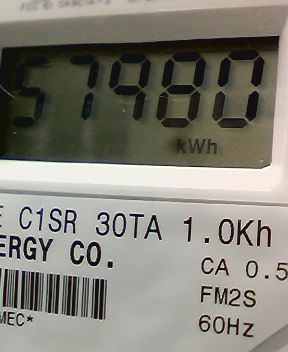 57980
kWh
E C1SR 30TA 1.0Kh
ERGY CO.
CA 0.5
FM2S
MEC*
60Hz